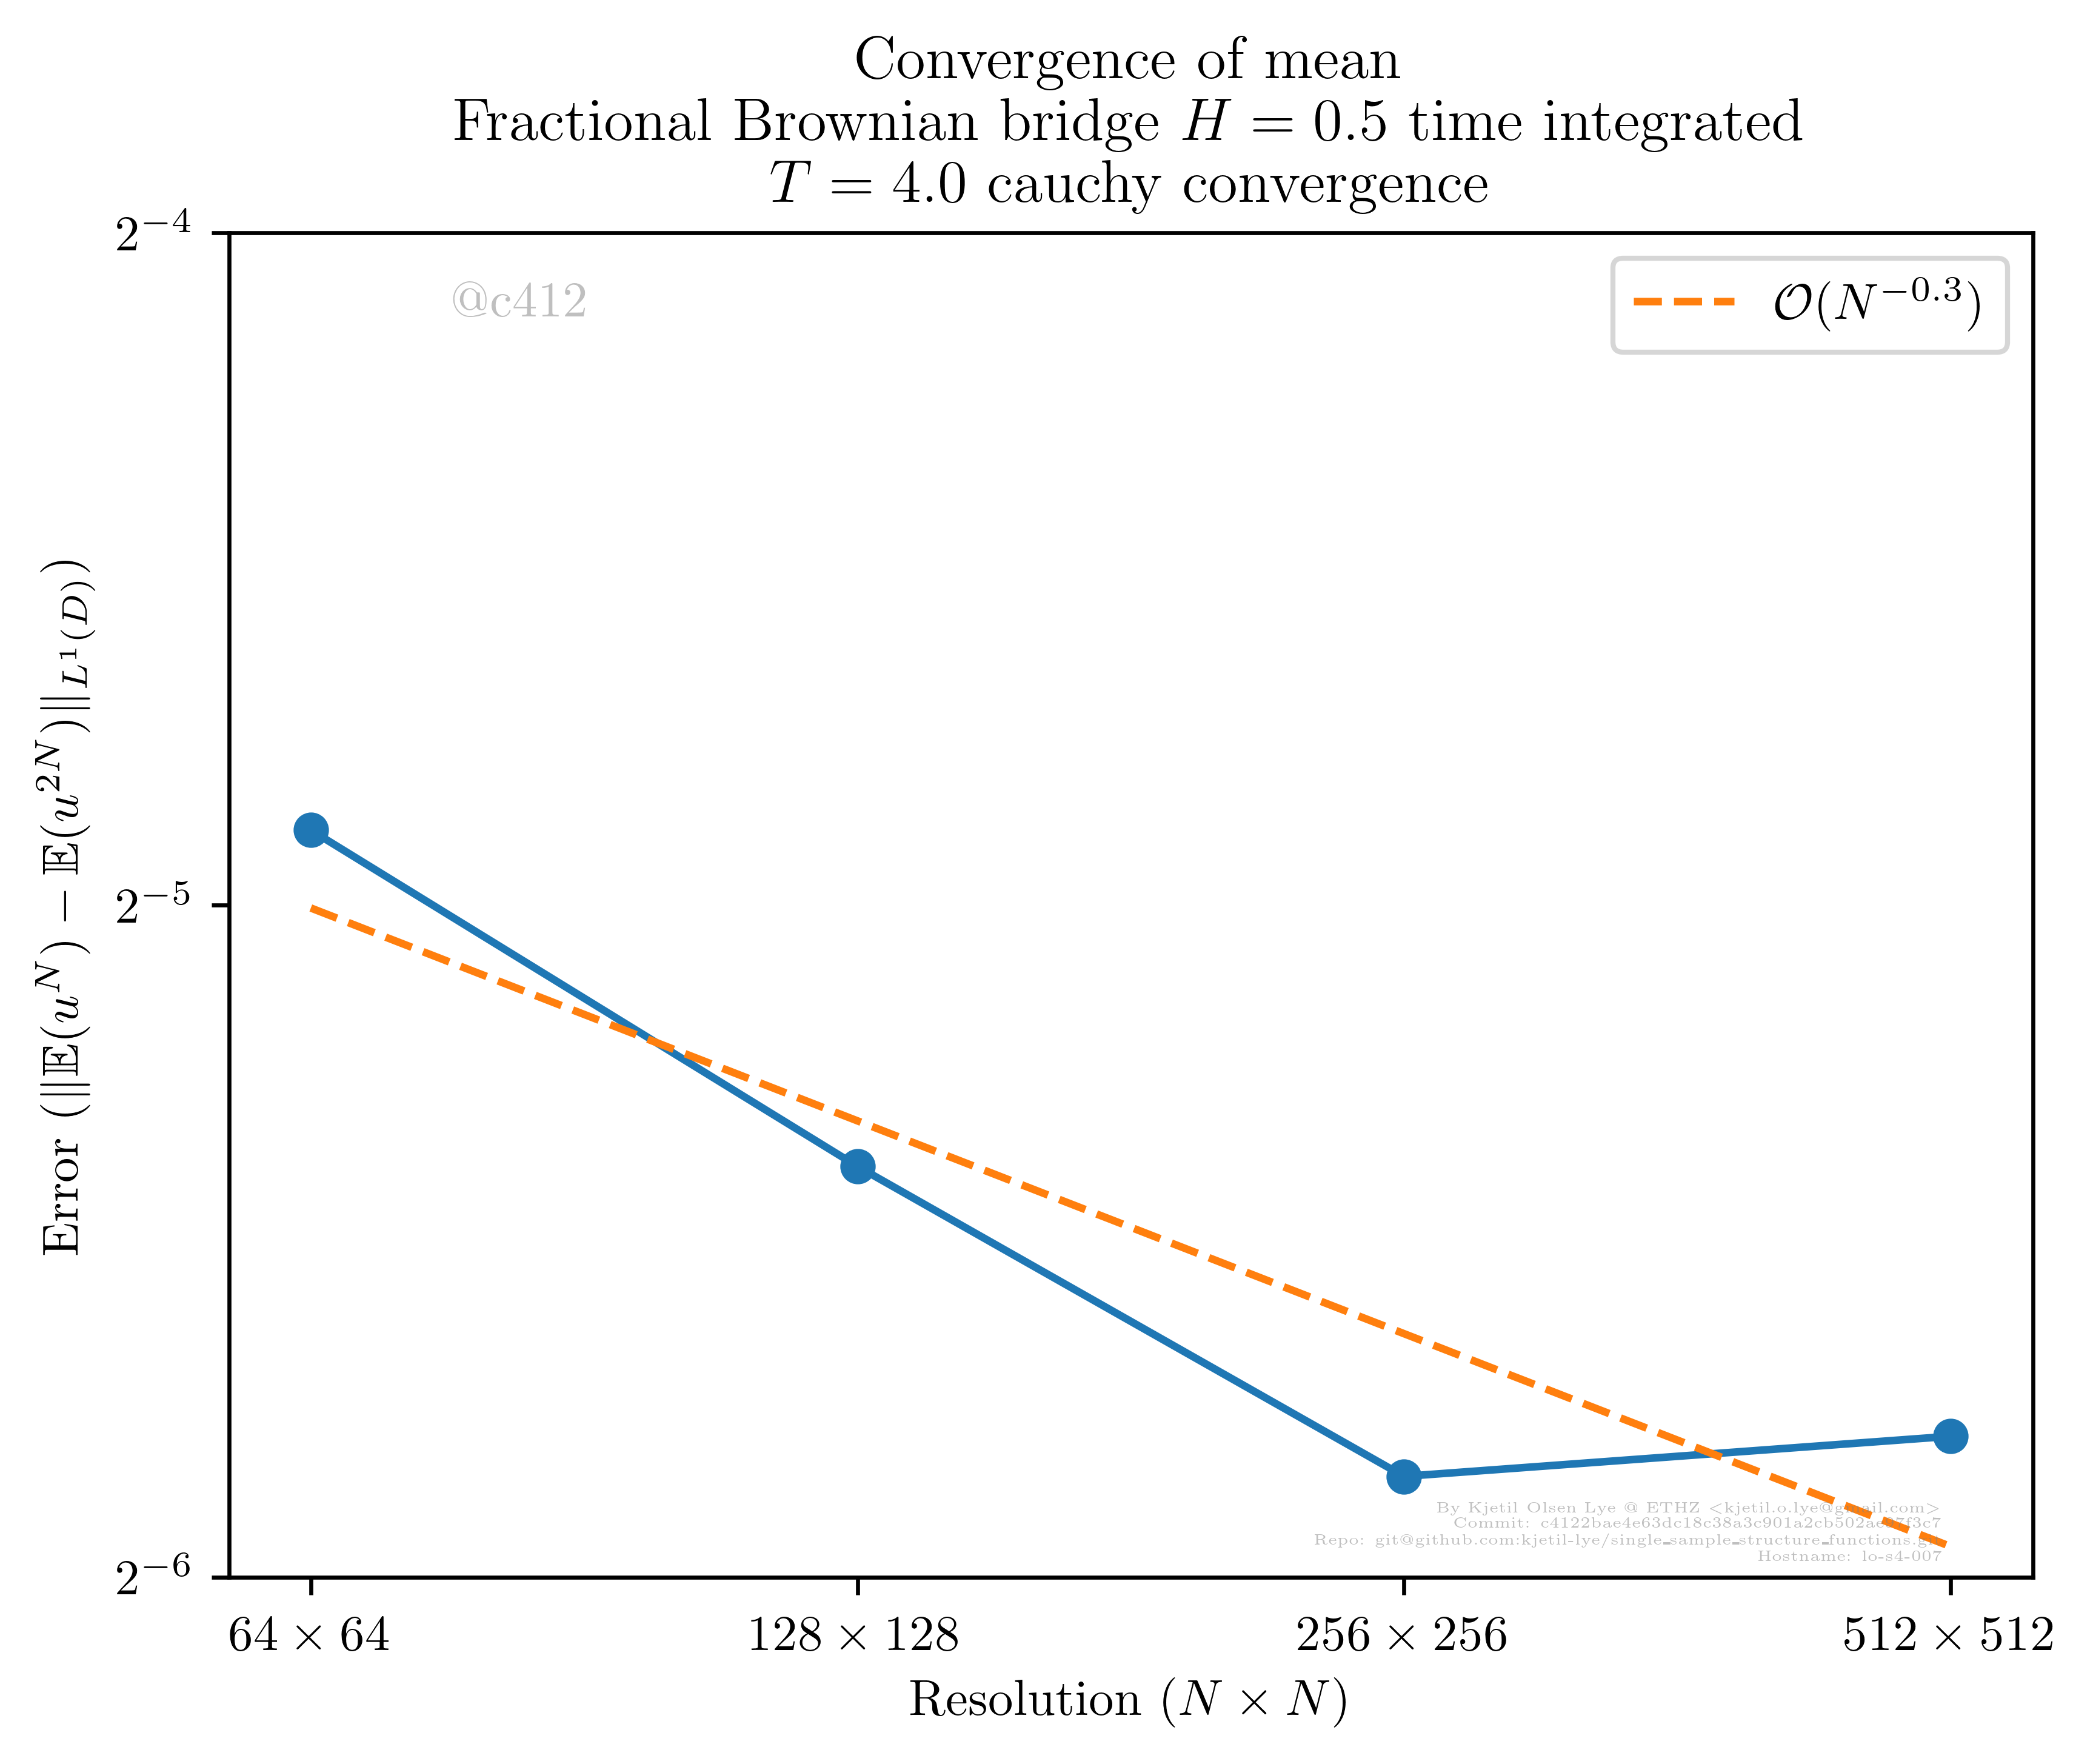 Convergence of mean
Fractional Brownian bridge H = 0.5 time integrated
T = 4.0 cauchy convergence
2⁻⁴
@c412
𝒪(N⁻⁰·³)
2⁻⁵
2⁻⁶
Error (||𝔼(u^N) − 𝔼(u^{2N})||_{L¹(D)})
By Kjetil Olsen Lye @ ETHZ <kjetil.o.lye@gmail.com>
Commit:
Repo: git@github.com:kjetil-lye/single_sample_structure_functions.git
Hostname: lo-s4-007
64 × 64
128 × 128
256 × 256
512 × 512
Resolution (N × N)